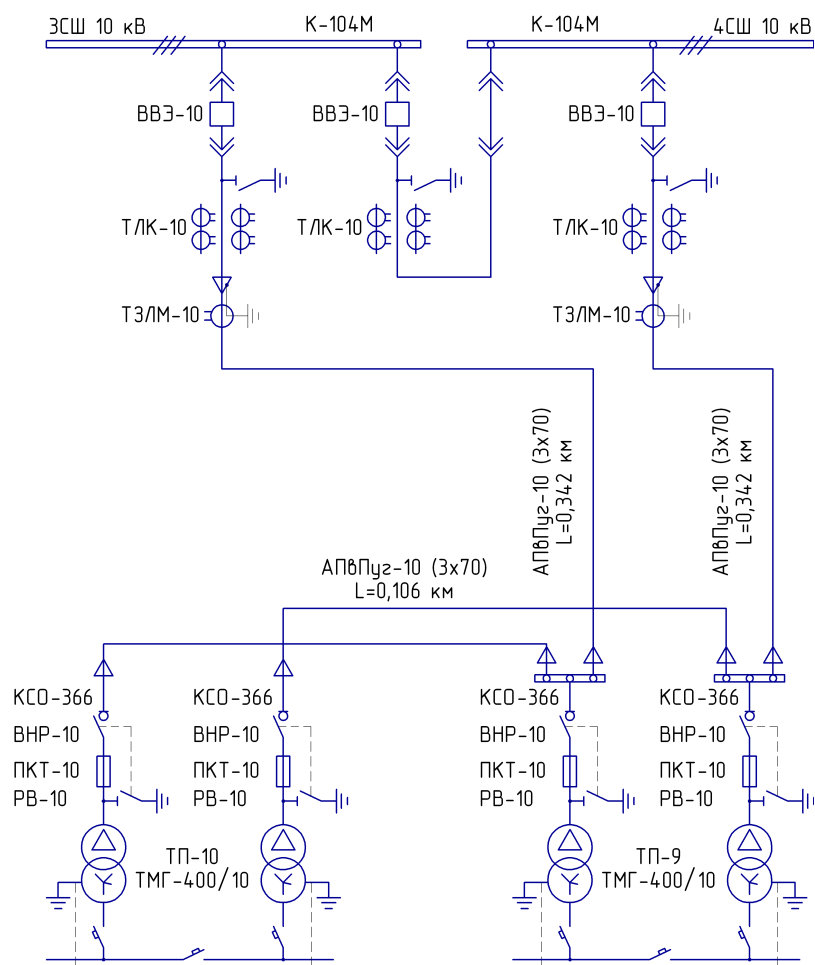 3СШ 10 кВ
К-104М
К-104М
4СШ 10 кВ
ВВЭ-10
ВВЭ-10
ВВЭ-10
ТЛК-10
ТЛК-10
ТЛК-10
ТЗЛМ-10
ТЗЛМ-10
АПвПуг-10 (3х70)
L=0,342 км
АПвПуг-10 (3х70)
L=0,342 км
АПвПуг-10 (3х70)
L=0,106 км
КСО-366
КСО-366
КСО-366
КСО-366
ВНР-10
ВНР-10
ВНР-10
ВНР-10
ПКТ-10
ПКТ-10
ПКТ-10
ПКТ-10
РВ-10
РВ-10
РВ-10
РВ-10
ТП-10
ТМГ-400/10
ТП-9
ТМГ-400/10